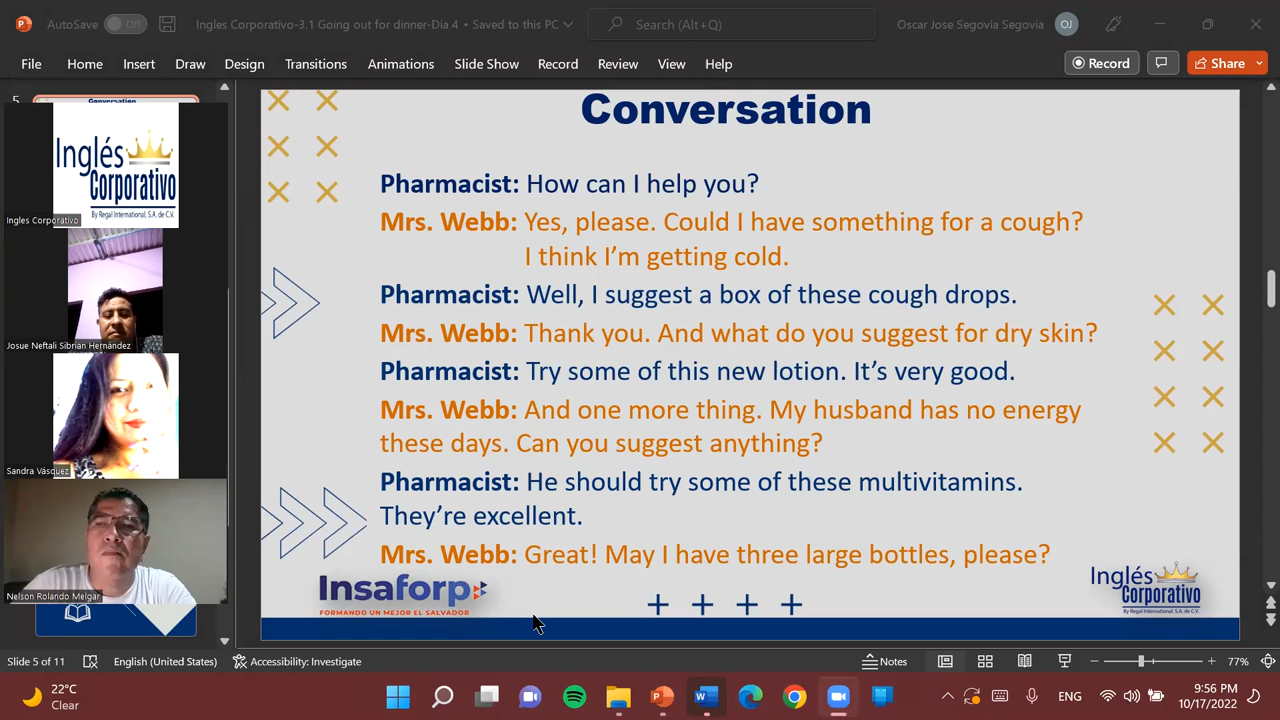 AutoSave
Off
Ingles Corporativo-3.1 Going out for dinner-Dia 4 • Saved to this PC
Search (Alt+Q)
Oscar Jose Segovia Segovia
OJ
File
Home
Insert
Draw
Design
Transitions
Animations
Slide Show
Record
Review
View
Help
Record
Share
5
Conversation
Inglés
Corporativo
By Regal International, S.A. de C.V.
Ingles Corporativo
Josue Neftali Sibrian Hernández
Sandra Vásquez
Nelson Rolando Melgar
Conversation
Pharmacist: How can I help you?
Mrs. Webb: Yes, please. Could I have something for a cough?
I think I'm getting cold.
Pharmacist: Well, I suggest a box of these cough drops.
Mrs. Webb: Thank you. And what do you suggest for dry skin?
Pharmacist: Try some of this new lotion. It's very good.
Mrs. Webb: And one more thing. My husband has no energy
these days. Can you suggest anything?
Pharmacist: He should try some of these multivitamins.
They're excellent.
Mrs. Webb: Great! May I have three large bottles, please?
Insaforp
FORMANDO UN MEJOR EL SALVADOR
Inglés
Corporativo
By Regal International, S.A. de C.V.
Slide 5 of 11
English (United States)
Accessibility: Investigate
Notes
77%
22°C
Clear
ENG
9:56 PM
10/17/2022